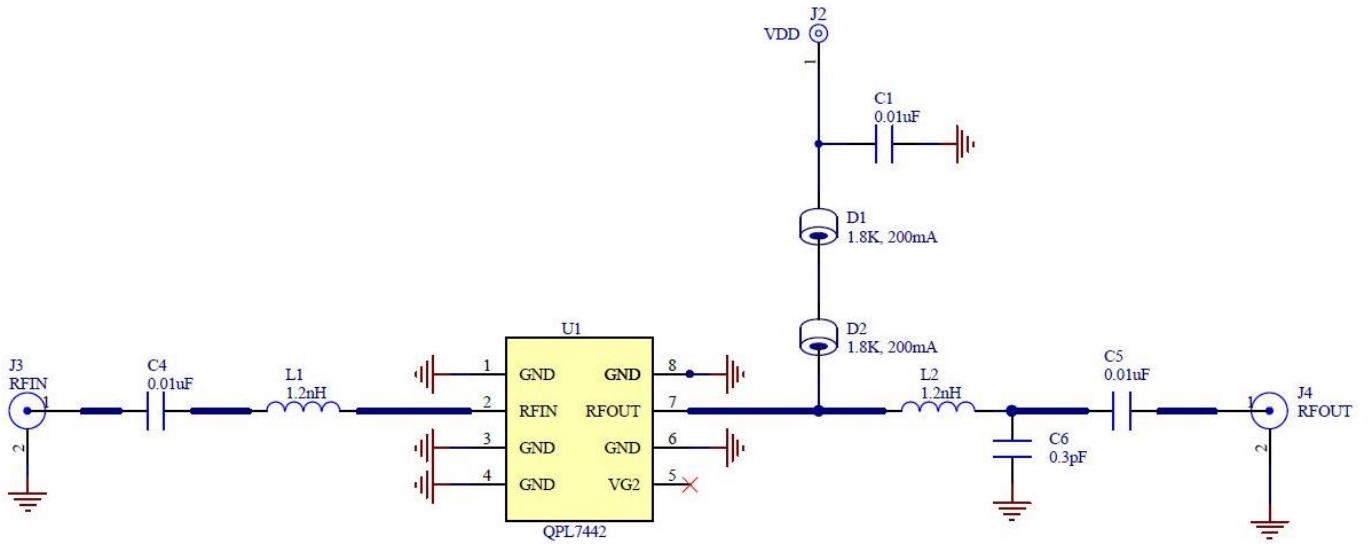 J2
VDD
1
C1
0.01uF
D1
1.8K, 200mA
D2
1.8K, 200mA
U1
J3
RFIN
1
2
C4
0.01uF
L1
1.2nH
1 GND GND 8
2 RFIN RFOUT 7
3 GND GND 6
4 GND VG2 5
QPL7442
L2
1.2nH
C6
0.3pF
C5
0.01uF
J4
RFOUT
1
2